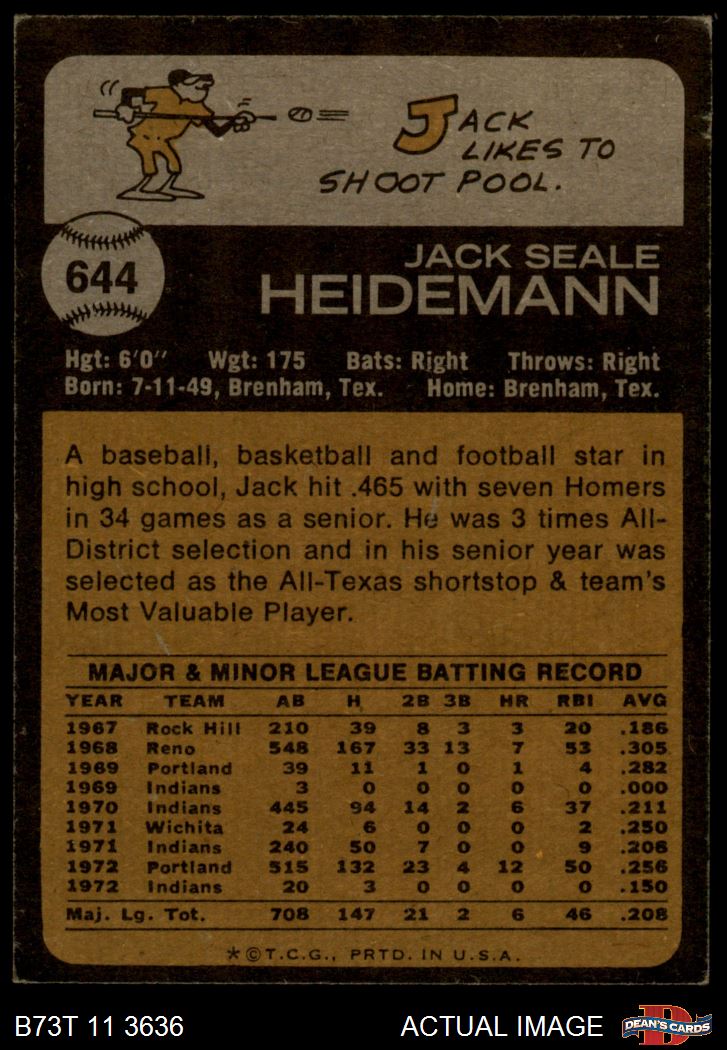 JACK
LIKES TO
SHOOT POOL.
644
JACK SEALE
HEIDEMANN
Hgt: 6'0" Wgt: 175 Bats: Right Throws: Right
Born: 7-11-49, Brenham, Tex. Home: Brenham, Tex.
A baseball, basketball and football star in
high school, Jack hit .465 with seven Homers
in 34 games as a senior. He was 3 times All-
District selection and in his senior year was
selected as the All-Texas shortstop & team's
Most Valuable Player.
MAJOR & MINOR LEAGUE BATTING RECORD
YEAR TEAM AB H 2B 3B HR RBI AVG
1967 Rock Hill 210 39 8 3 3 20 .186
1968 Reno 548 167 33 13 7 53 .305
1969 Portland 39 11 1 0 1 4 .282
1969 Indians 3 0 0 0 0 0 .000
1970 Indians 445 94 14 2 6 37 .211
1971 Wichita 24 6 0 0 0 2 .250
1971 Indians 240 50 7 0 0 9 .208
1972 Portland 515 132 23 4 12 50 .256
1972 Indians 20 3 0 0 0 0 .150
Maj. Lg. Tot. 708 147 21 2 6 46 .208
*©T.C.G., PRTD. IN U.S.A.
B73T 11 3636 ACTUAL IMAGE
D
DEAN'S CARDS